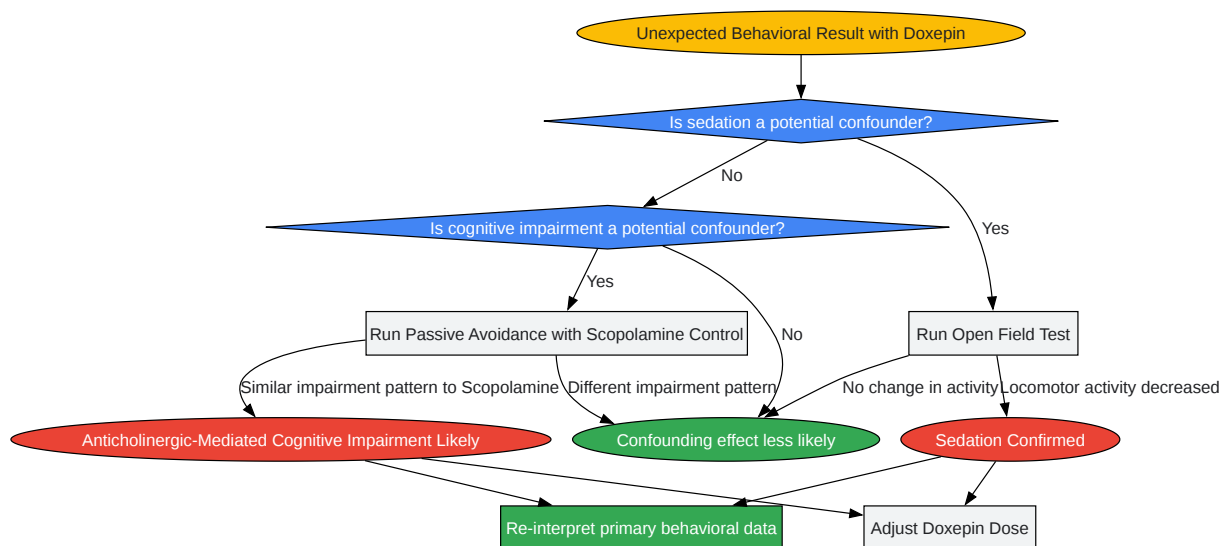 Unexpected Behavioral Result with Doxepin
Is sedation a potential confounder?
No
Yes
Is cognitive impairment a potential confounder?
Yes
No
Run Passive Avoidance with Scopolamine Control
Run Open Field Test
Similar impairment pattern to Scopolamine
Different impairment pattern
No change in activity
Locomotor activity decreased
Anticholinergic-Mediated Cognitive Impairment Likely
Confounding effect less likely
Sedation Confirmed
Re-interpret primary behavioral data
Adjust Doxepin Dose